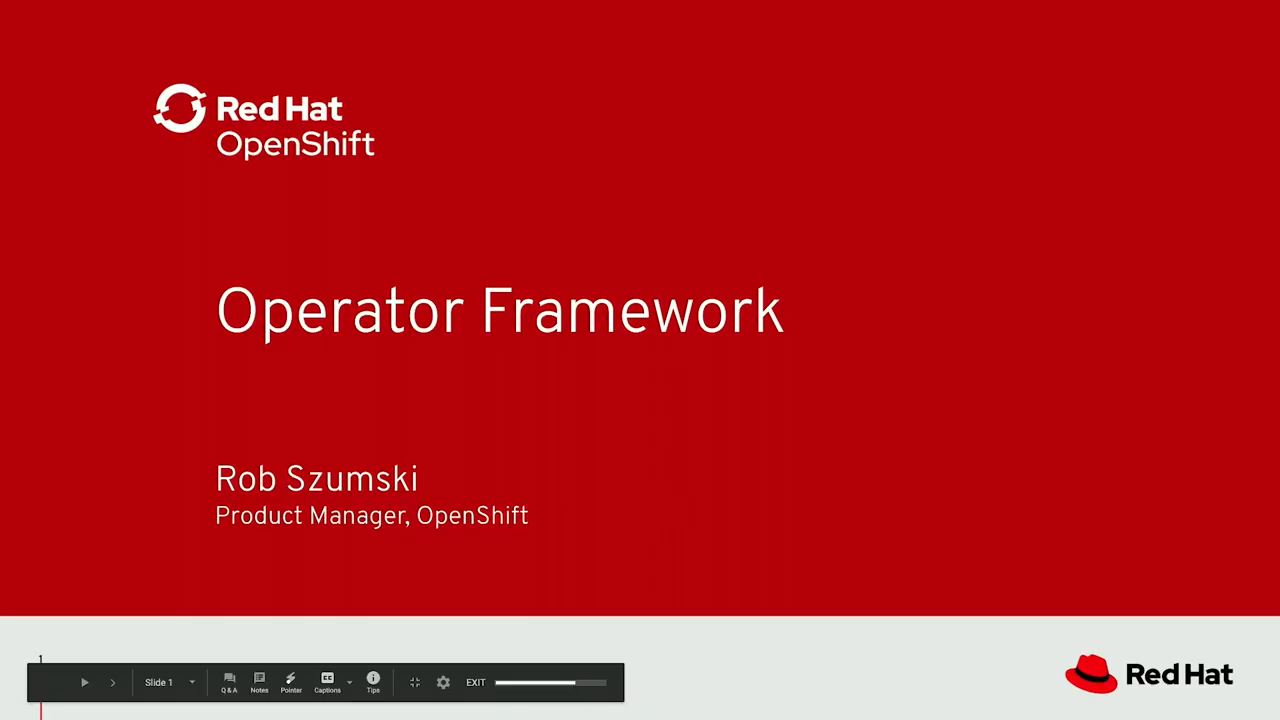 Red Hat
OpenShift
Operator Framework
Rob Szumski
Product Manager, OpenShift
1
Slide 1
Q & A
Notes
Pointer
CC
Captions
Tips
EXIT
Red Hat